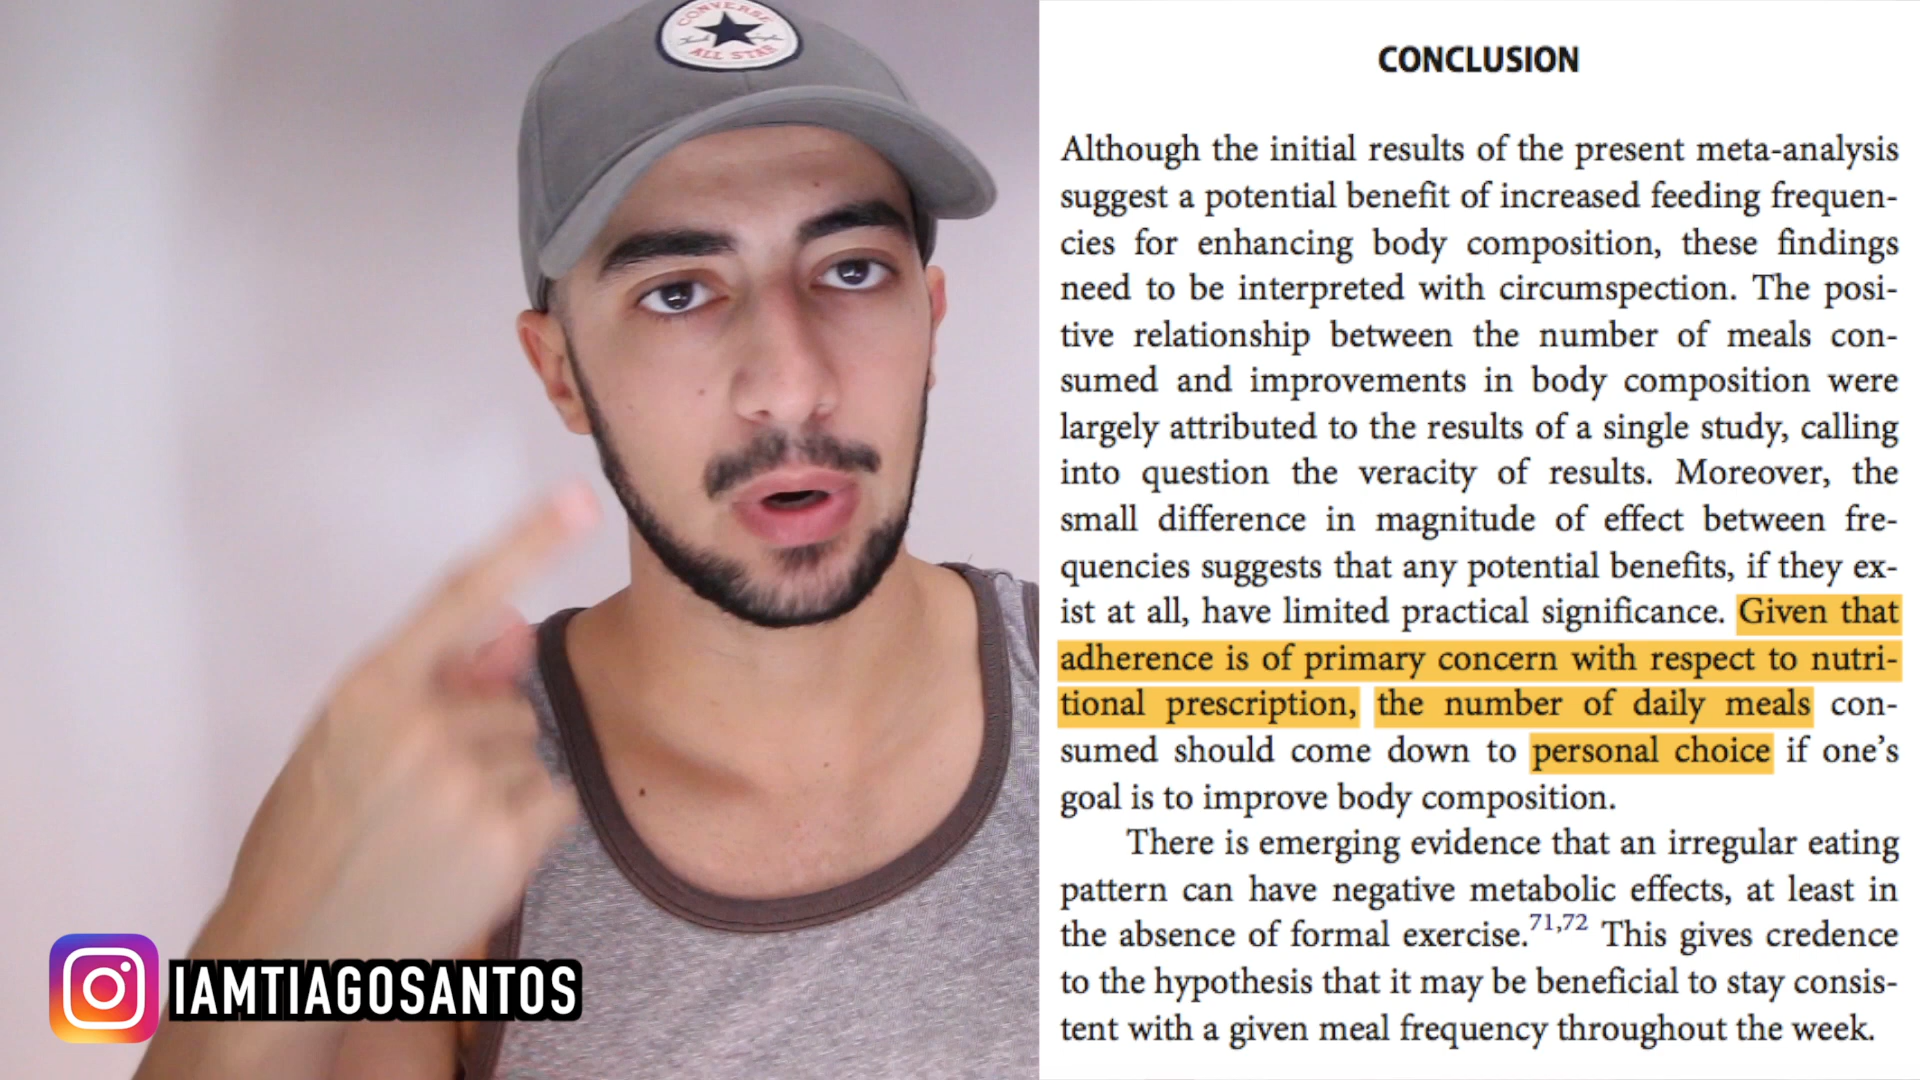 CONVERSE
ALL STAR
CONCLUSION
Although the initial results of the present meta-analysis
suggest a potential benefit of increased feeding frequen-
cies for enhancing body composition, these findings
need to be interpreted with circumspection. The posi-
tive relationship between the number of meals con-
sumed and improvements in body composition were
largely attributed to the results of a single study, calling
into question the veracity of results. Moreover, the
small difference in magnitude of effect between fre-
quencies suggests that any potential benefits, if they ex-
ist at all, have limited practical significance. Given that
adherence is of primary concern with respect to nutri-
tional prescription, the number of daily meals con-
sumed should come down to personal choice if one's
goal is to improve body composition.
There is emerging evidence that an irregular eating
pattern can have negative metabolic effects, at least in
the absence of formal exercise.71,72 This gives credence
to the hypothesis that it may be beneficial to stay consis-
tent with a given meal frequency throughout the week.
IAMTIAGOSANTOS